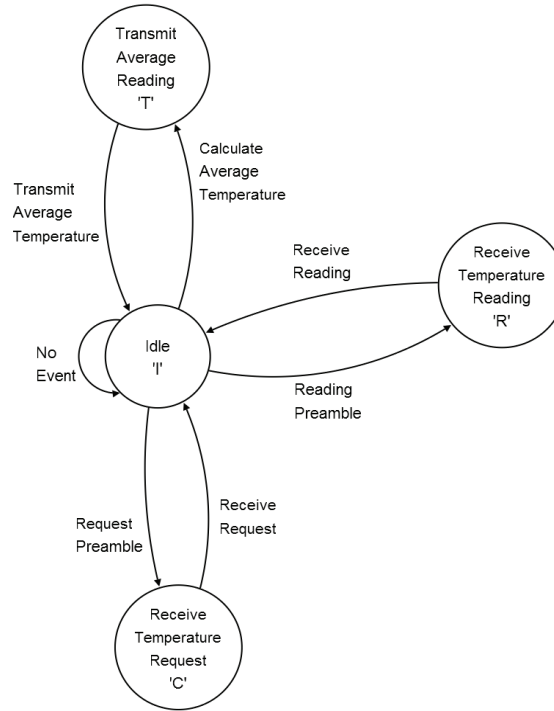 Transmit
Average
Reading
'T'
Calculate
Average
Temperature
Transmit
Average
Temperature
Receive
Reading
Receive
Temperature
Reading
'R'
Idle
'I'
No
Event
Reading
Preamble
Request
Preamble
Receive
Request
Receive
Temperature
Request
'C'